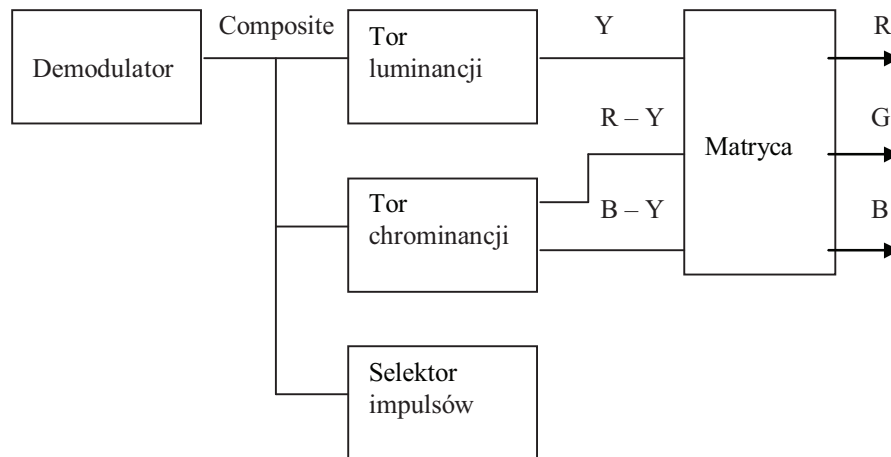 Composite
Demodulator
Tor
luminancji
Y
R
R – Y
G
Matryca
Tor
chrominancji
B – Y
B
Selektor
impulsów